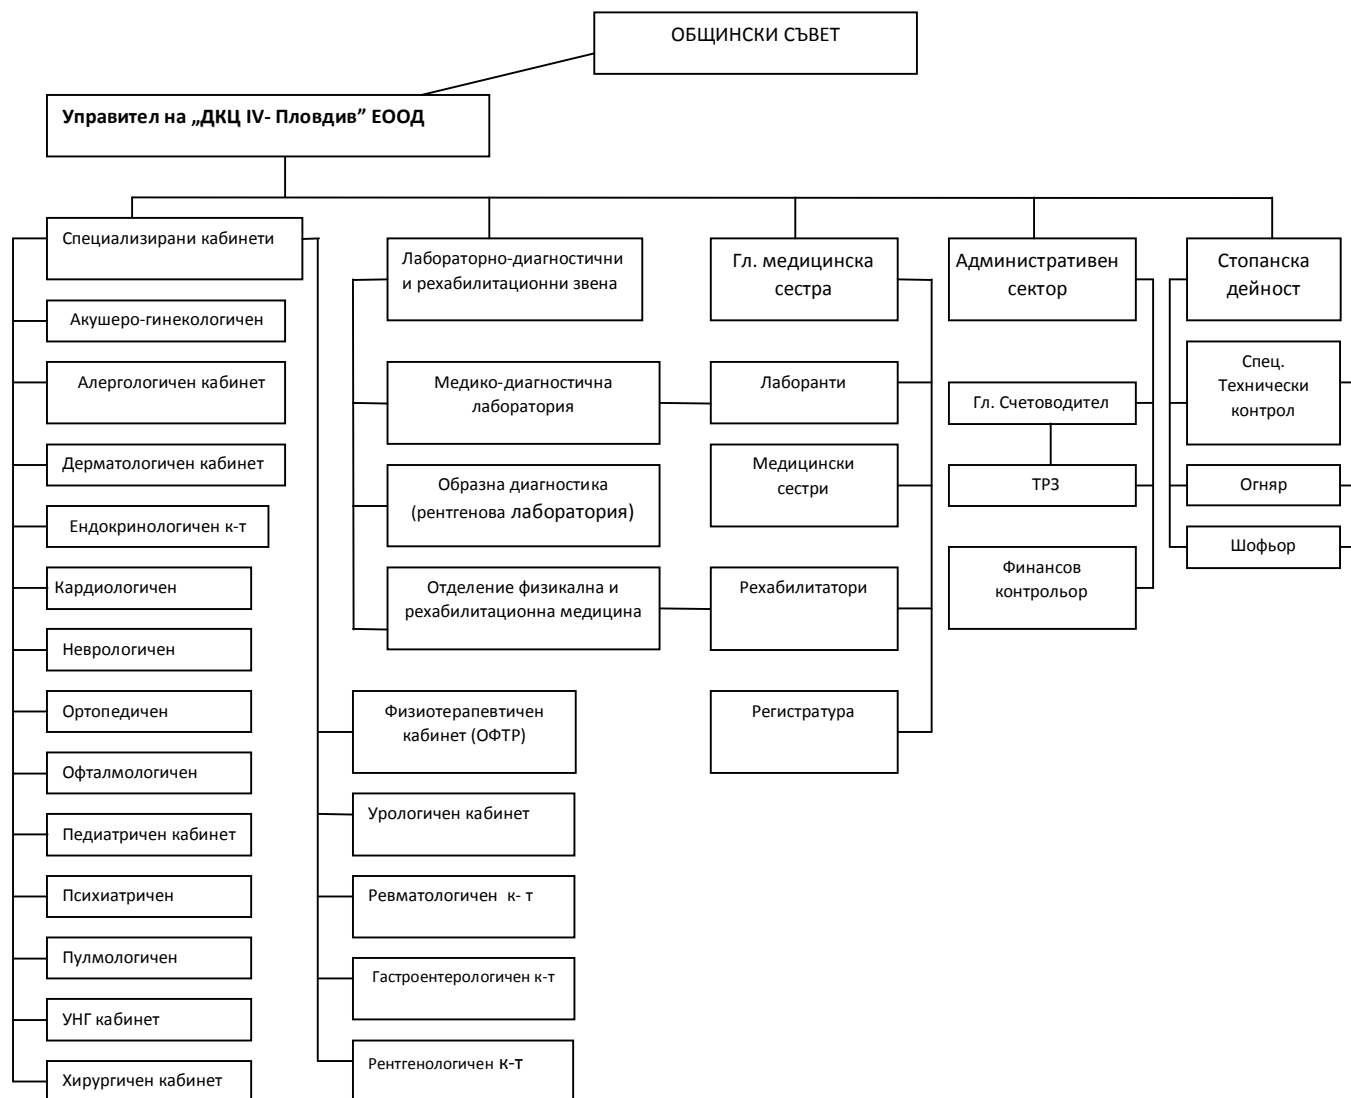 ОБЩИНСКИ СЪВЕТ
Управител на „ДКЦ IV- Пловдив” ЕООД
Специализирани кабинети
Акушеро-гинекологичен
Алергологичен кабинет
Дерматологичен кабинет
Ендокринологичен к-т
Кардиологичен
Неврологичен
Ортопедичен
Офталмологичен
Педиатричен кабинет
Психиатричен
Пулмологичен
УНГ кабинет
Хирургичен кабинет
Физиотерапевтичен
кабинет (ОФТР)
Урологичен кабинет
Ревматологичен к- т
Гастроентерологичен к-т
Рентгенологичен к-т
Лабораторно-диагностични
и рехабилитационни звена
Медико-диагностична
лаборатория
Образна диагностика
(рентгенова лаборатория)
Отделение физикална и
рехабилитационна медицина
Гл. медицинска
сестра
Лаборанти
Медицински
сестри
Рехабилитатори
Регистратура
Административен
сектор
Гл. Счетоводител
ТРЗ
Финансов
контрольор
Стопанска
дейност
Спец.
Технически
контрол
Огняр
Шофьор